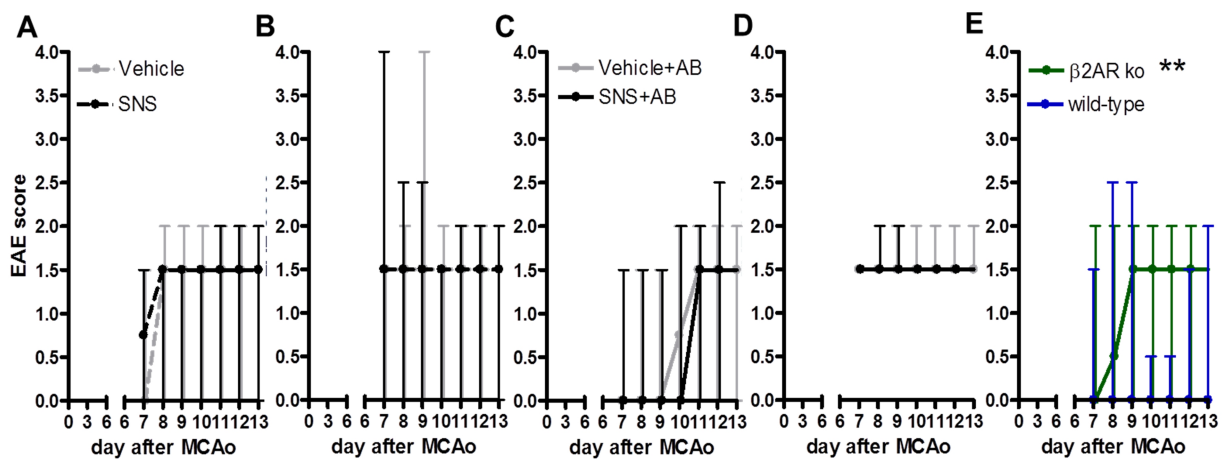 A B C D E
4.0 4.0 4.0 4.0 4.0
Vehicle Vehicle+AB β2AR ko **
3.5 3.5 3.5 3.5 3.5
SNS SNS+AB wild-type
3.0 3.0 3.0 3.0 3.0
2.5 2.5 2.5 2.5 2.5
2.0 2.0 2.0 2.0 2.0
EAE score
1.5 1.5 1.5 1.5 1.5
1.0 1.0 1.0 1.0 1.0
0.5 0.5 0.5 0.5 0.5
0.0 0.0 0.0 0.0 0.0
0 3 6 6 7 8 9 10 11 12 13 0 3 6 6 7 8 9 10 11 12 13 0 3 6 6 7 8 9 10 11 12 13 0 3 6 6 7 8 9 10 11 12 13 0 3 6 6 7 8 9 10 11 12 13
day after MCAo day after MCAo day after MCAo day after MCAo day after MCAo